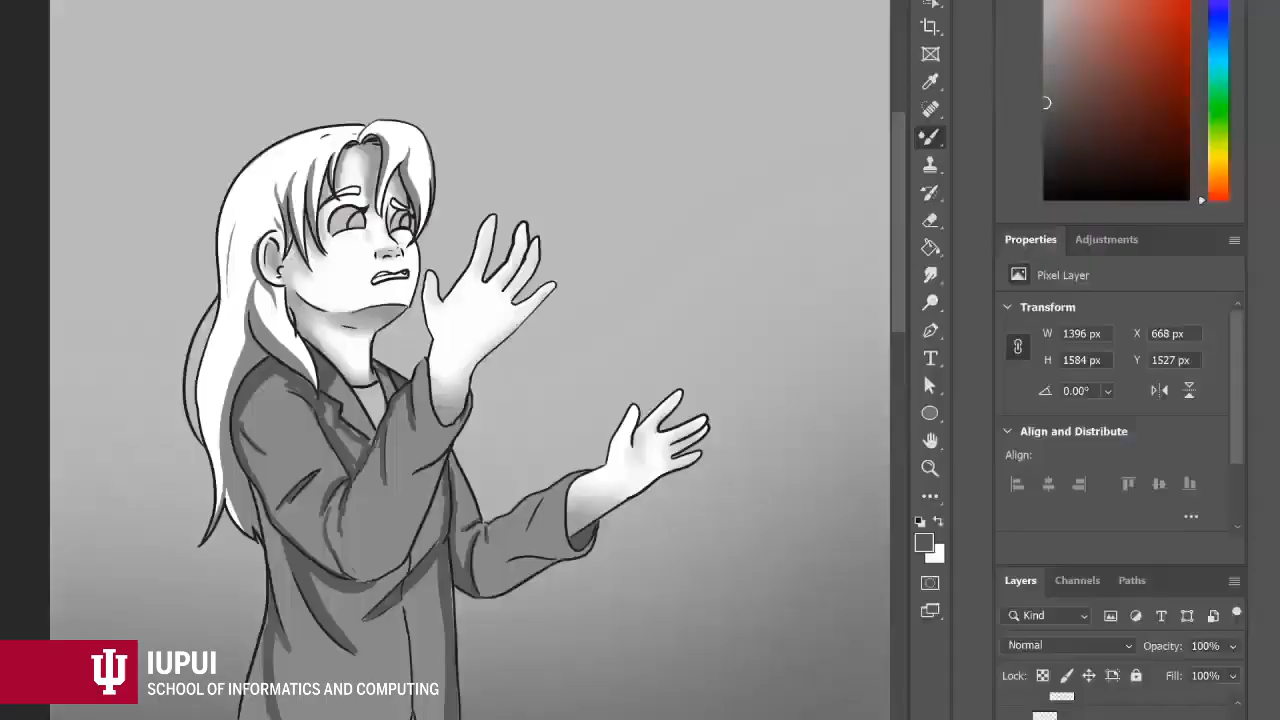 Properties Adjustments
Pixel Layer
Transform
W 1396 px X 668 px
H 1584 px Y 1527 px
0.00°
Align and Distribute
Align:
Layers Channels Paths
Kind
Normal Opacity: 100%
Lock: Fill: 100%
IUPUI
SCHOOL OF INFORMATICS AND COMPUTING